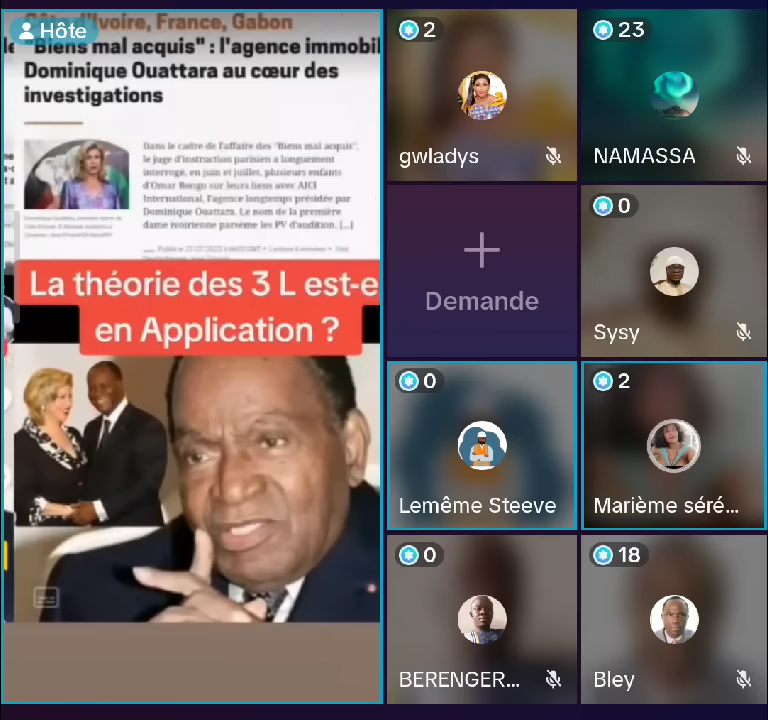 Côte d'Ivoire, France, Gabon
Hôte
"Biens mal acquis" : l'agence immobil
Dominique Ouattara au cœur des
investigations
Dans le cadre de l'affaire des "Biens mal acquis",
le juge d'instruction parisien a longuement
interrogé, en juin et juillet, plusieurs enfants
d'Omar Bongo sur leurs liens avec AICI
International, l'agence longtemps présidée par
Dominique Ouattara. Le nom de la première
dame ivoirienne parsème les PV d'audition. [...]
La théorie des 3 L est-e
en Application ?
2
gwladys
23
NAMASSA
+
Demande
0
Sysy
0
Lemême Steeve
2
Marième séré...
0
BERENGER...
18
Bley